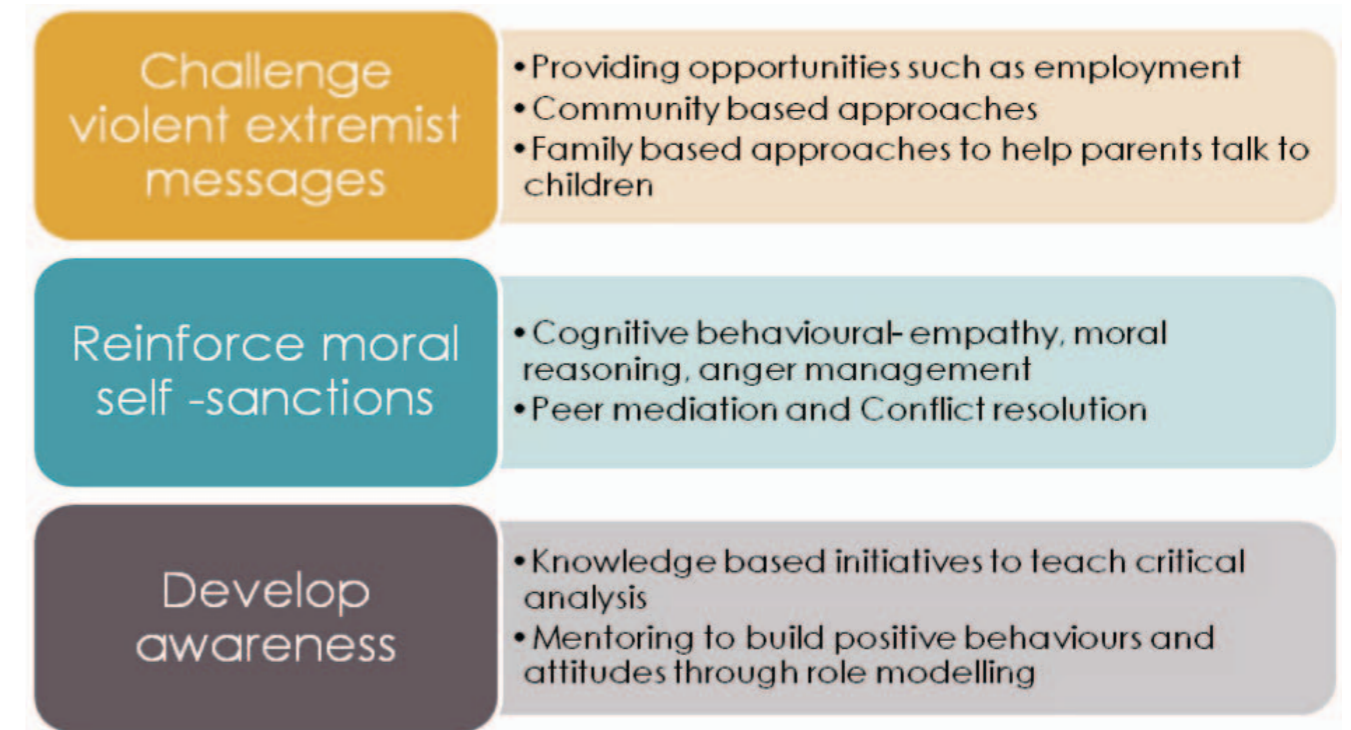 Challenge
violent extremist
messages
•Providing opportunities such as employment
•Community based approaches
•Family based approaches to help parents talk to
children
Reinforce moral
self -sanctions
•Cognitive behavioural- empathy, moral
reasoning, anger management
•Peer mediation and Conflict resolution
Develop
awareness
•Knowledge based initiatives to teach critical
analysis
•Mentoring to build positive behaviours and
attitudes through role modelling